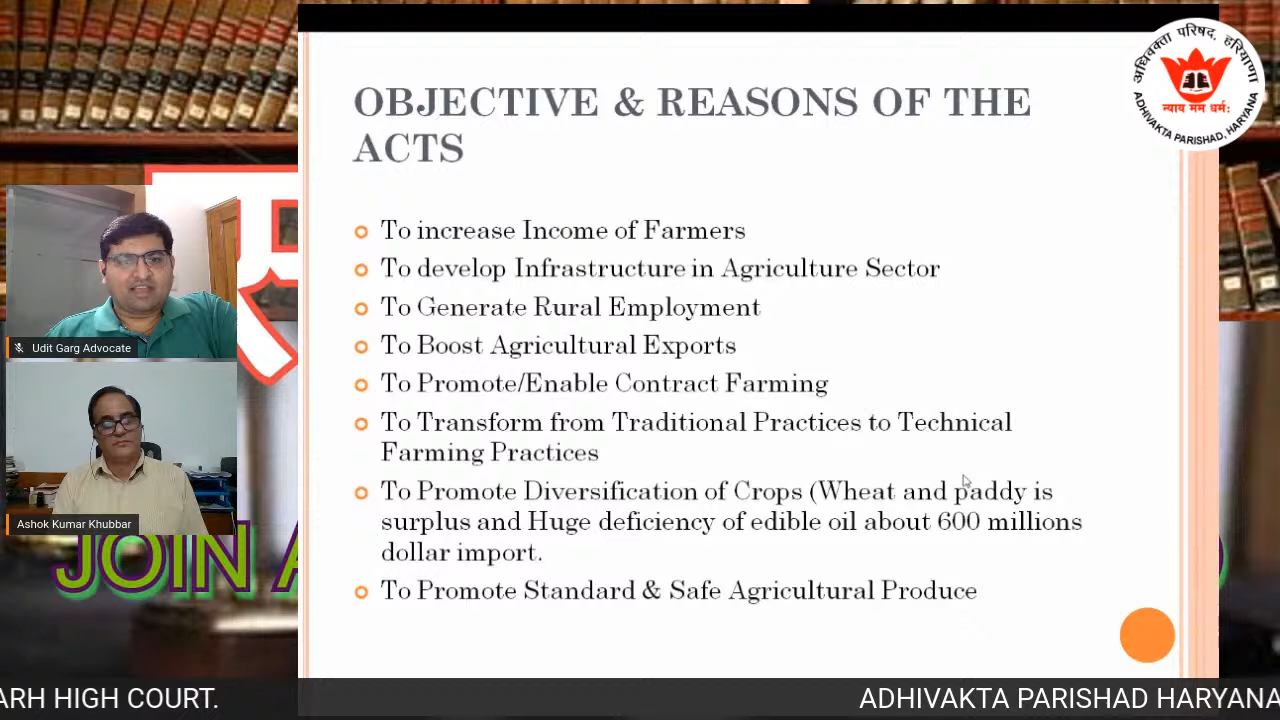 OBJECTIVE & REASONS OF THE
ACTS
To increase Income of Farmers
To develop Infrastructure in Agriculture Sector
To Generate Rural Employment
To Boost Agricultural Exports
To Promote/Enable Contract Farming
To Transform from Traditional Practices to Technical
Farming Practices
To Promote Diversification of Crops (Wheat and paddy is
surplus and Huge deficiency of edible oil about 600 millions
dollar import.
To Promote Standard & Safe Agricultural Produce
अधिवक्ता परिषद, हरियाणा
न्याय मम धर्मः
ADHIVAKTA PARISHAD, HARYANA
Udit Garg Advocate
Ashok Kumar Khubbar
JOIN A
ARH HIGH COURT.
ADHIVAKTA PARISHAD HARYANA